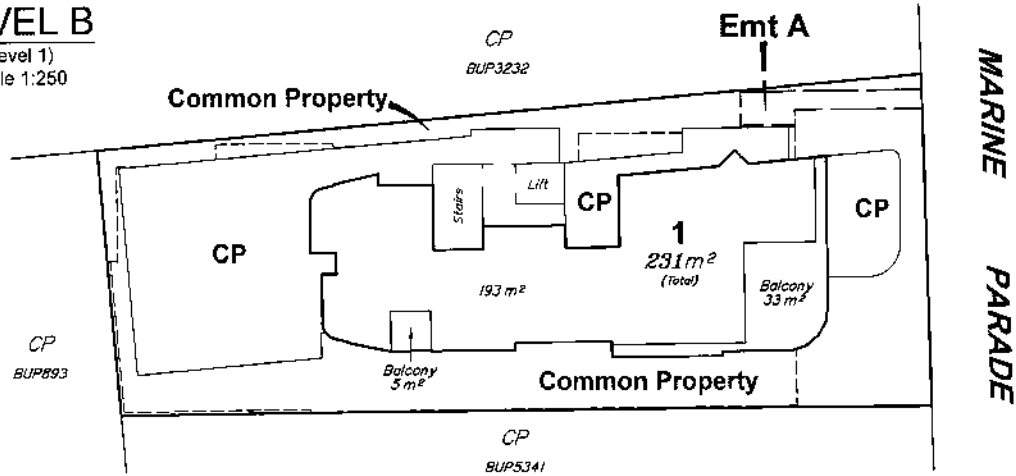 VEL B
evel 1)
le 1:250
CP
BUP3232
Emt A
Common Property
MARINE
PARADE
Stairs
Lift
CP
CP
CP
1
231m²
(Total)
193 m²
Balcony
33 m²
Balcony
5 m²
Common Property
CP
BUP893
CP
BUP5341